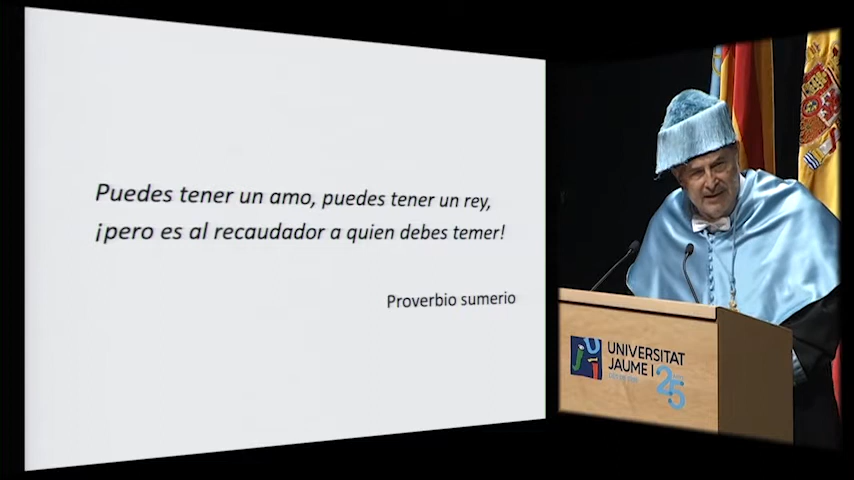 Puedes tener un amo, puedes tener un rey,
¡pero es al recaudador a quien debes temer!
Proverbio sumerio
UNIVERSITAT
JAUME I
25